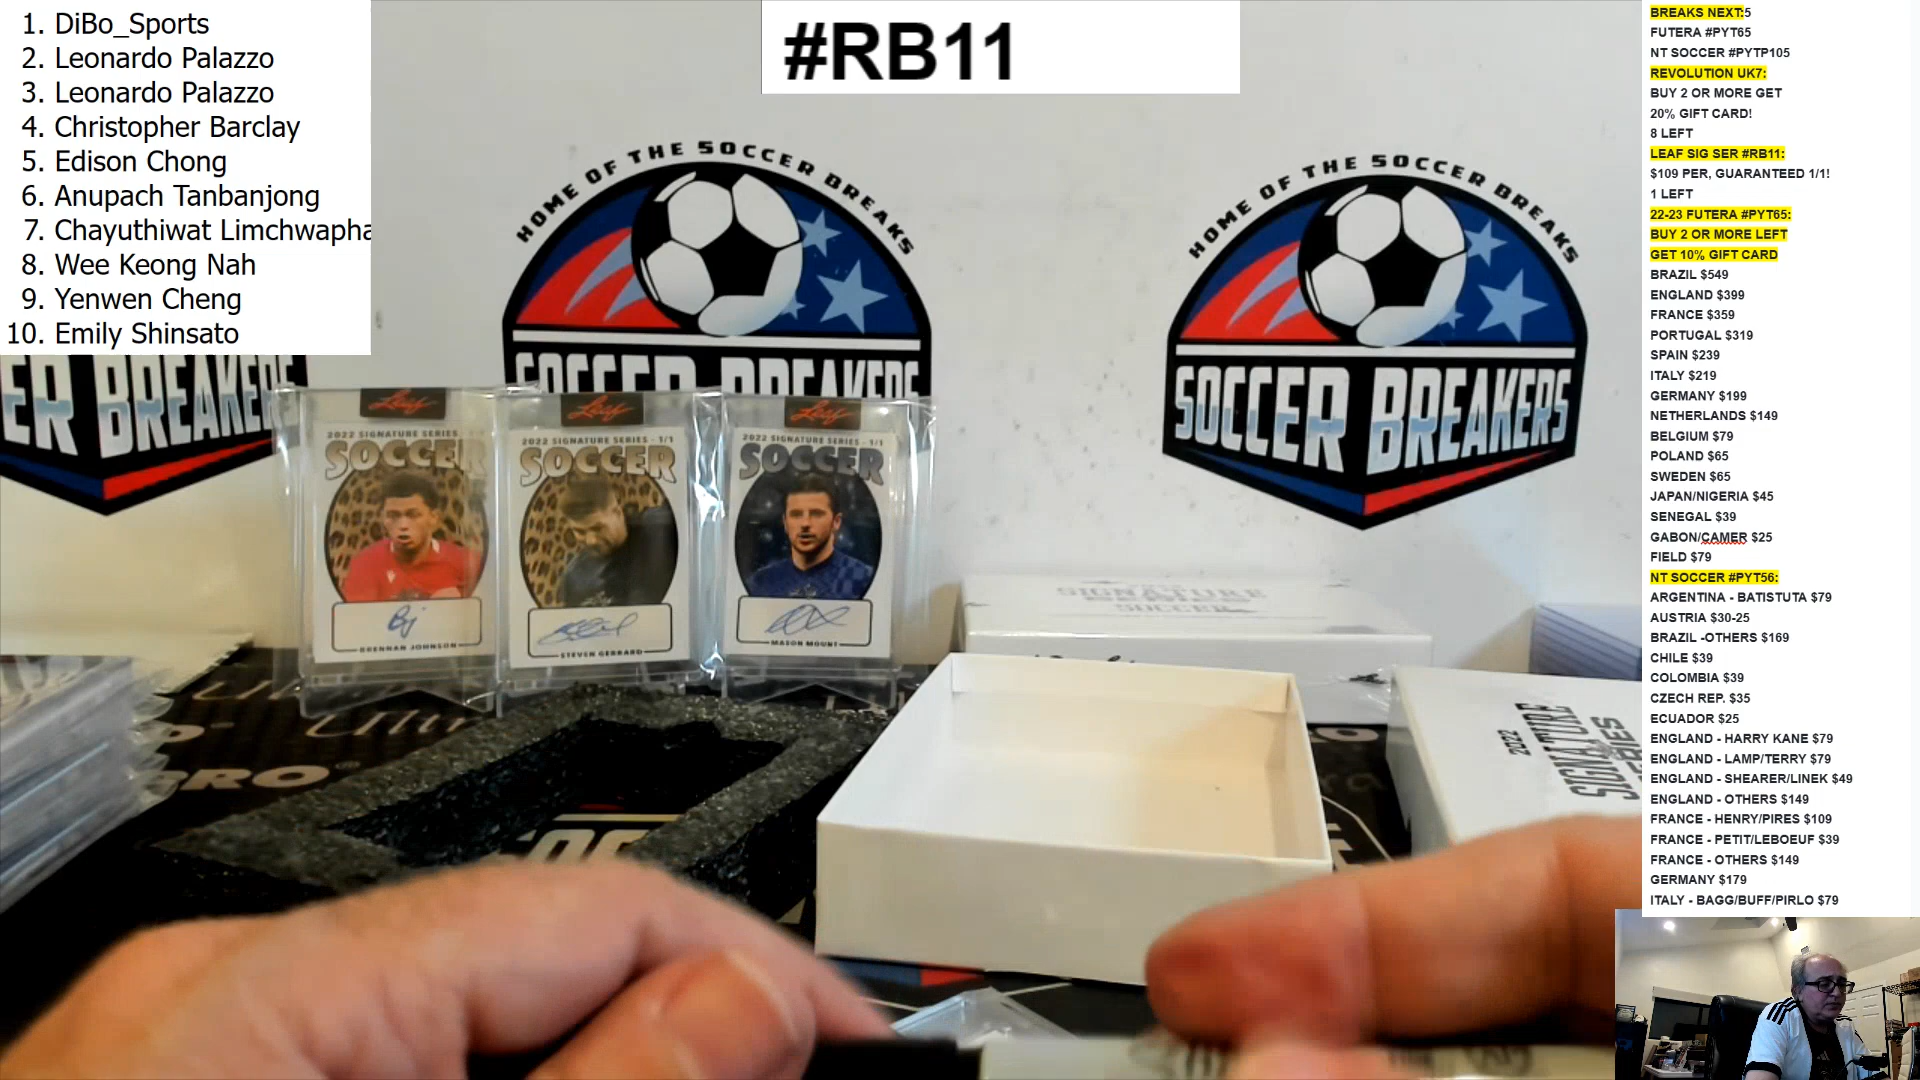 1. DiBo_Sports
2. Leonardo Palazzo
3. Leonardo Palazzo
4. Christopher Barclay
5. Edison Chong
6. Anupach Tanbanjong
7. Chayuthiwat Limchwapha
8. Wee Keong Nah
9. Yenwen Cheng
10. Emily Shinsato
#RB11
HOME OF THE SOCCER BREAKS
SOCCER BREAKERS
HOME OF THE SOCCER BREAKS
SOCCER BREAKERS
ER BREAKERS
Leaf
2022 SIGNATURE SERIES
SOCCER
BRENNAN JOHNSON
Leaf
2022 SIGNATURE SERIES - 1/1
SOCCER
STEVEN GERRARD
Leaf
2022 SIGNATURE SERIES - 1/1
SOCCER
MASON MOUNT
SIGNATURE
SOCCER
2022
SIGNATURE
SERIES
BREAKS NEXT:5
FUTERA #PYT65
NT SOCCER #PYTP105
REVOLUTION UK7:
BUY 2 OR MORE GET
20% GIFT CARD!
8 LEFT
LEAF SIG SER #RB11:
$109 PER, GUARANTEED 1/1!
1 LEFT
22-23 FUTERA #PYT65:
BUY 2 OR MORE LEFT
GET 10% GIFT CARD
BRAZIL $549
ENGLAND $399
FRANCE $359
PORTUGAL $319
SPAIN $239
ITALY $219
GERMANY $199
NETHERLANDS $149
BELGIUM $79
POLAND $65
SWEDEN $65
JAPAN/NIGERIA $45
SENEGAL $39
GABON/CAMER $25
FIELD $79
NT SOCCER #PYT56:
ARGENTINA - BATISTUTA $79
AUSTRIA $30-25
BRAZIL -OTHERS $169
CHILE $39
COLOMBIA $39
CZECH REP. $35
ECUADOR $25
ENGLAND - HARRY KANE $79
ENGLAND - LAMP/TERRY $79
ENGLAND - SHEARER/LINEK $49
ENGLAND - OTHERS $149
FRANCE - HENRY/PIRES $109
FRANCE - PETIT/LEBOEUF $39
FRANCE - OTHERS $149
GERMANY $179
ITALY - BAGG/BUFF/PIRLO $79